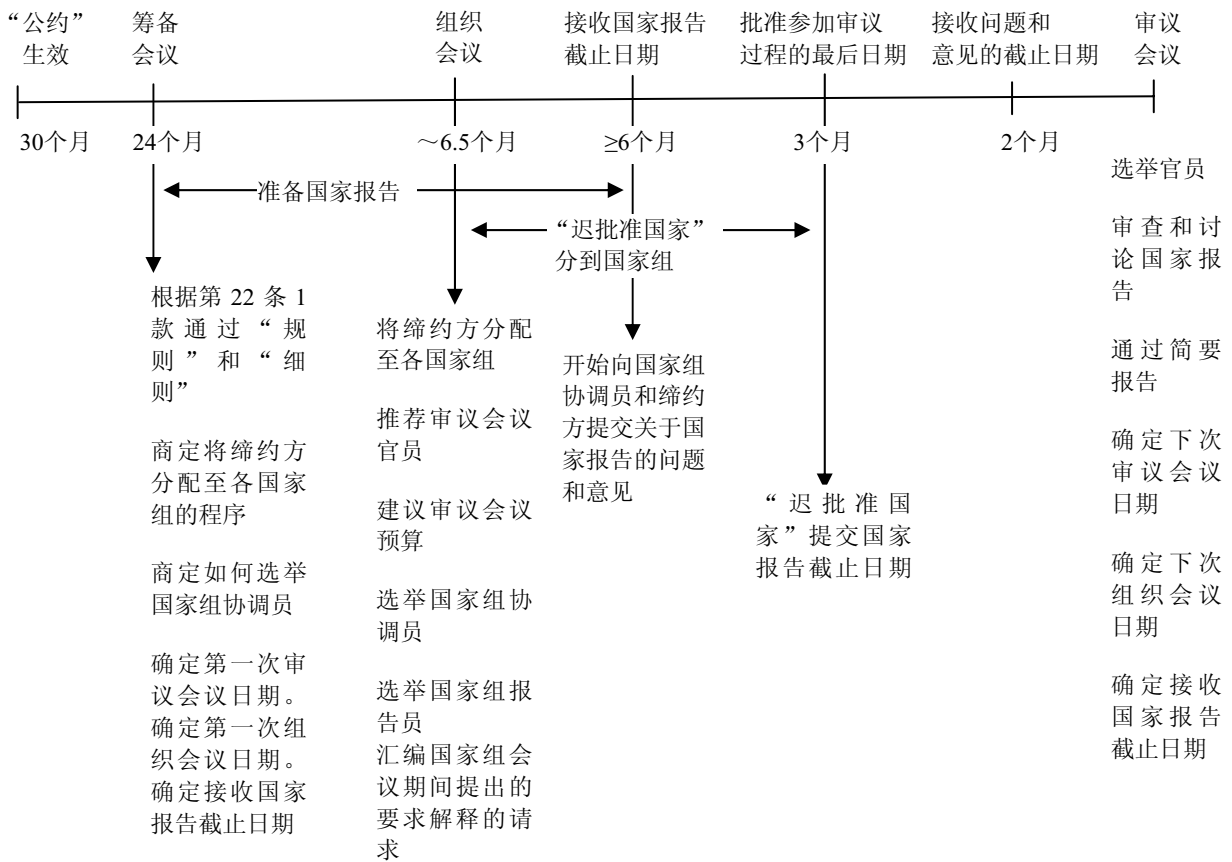 “公约”
生效
筹备
会议
组织
会议
接收国家报告
截止日期
批准参加审议
过程的最后日期
接收问题和
意见的截止日期
审议
会议
30个月
24个月
～6.5个月
≥6个月
3个月
2个月
准备国家报告
“迟批准国家”
分到国家组
根据第 22 条 1
款通过“规
则”和“细
则”
商定将缔约方
分配至各国家
组的程序
商定如何选举
国家组协调员
确定第一次审
议会议日期。
确定第一次组
织会议日期。
确定接收国家
报告截止日期
将缔约方分配
至各国家组
推荐审议会议
官员
建议审议会议
预算
选举国家组协
调员
选举国家组报
告员
汇编国家组会
议期间提出的
要求解释的请
求
开始向国家组
协调员和缔约
方提交关于国
家报告的问题
和意见
“迟批准国
家”提交国家
报告截止日期
选举官员
审查和讨
论国家报
告
通过简要
报告
确定下次
审议会议
日期
确定下次
组织会议
日期
确定接收
国家报告
截止日期